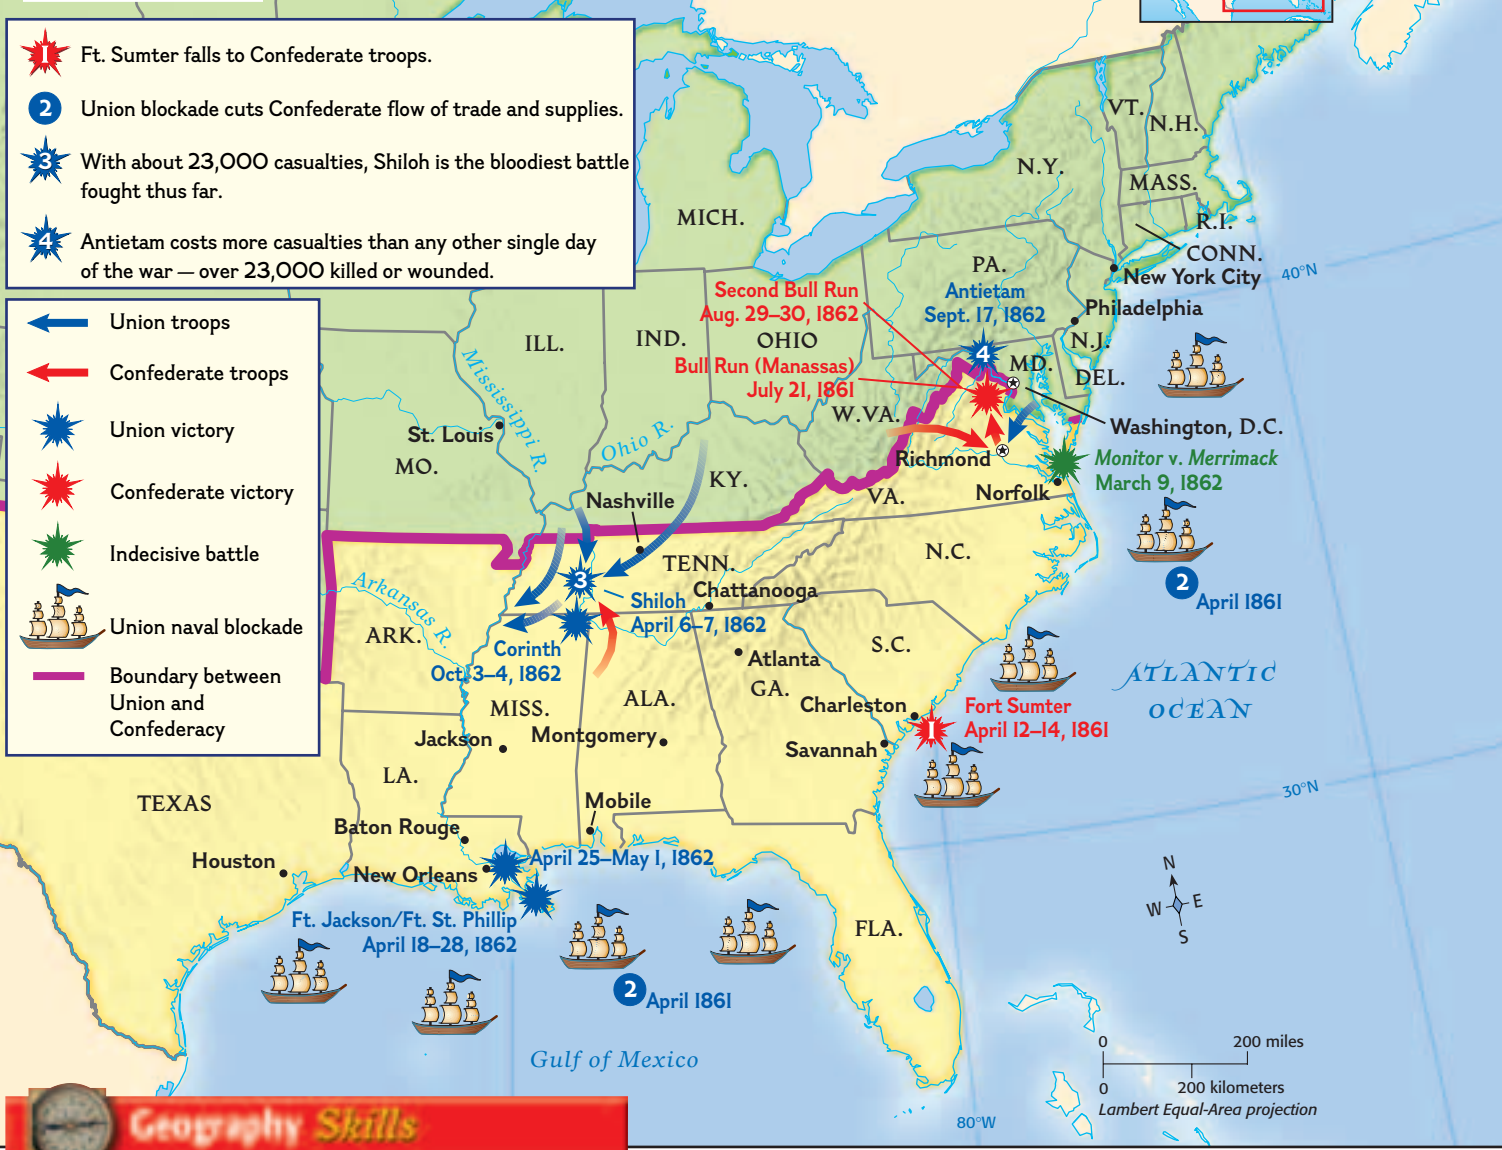 1 Ft. Sumter falls to Confederate troops.
2 Union blockade cuts Confederate flow of trade and supplies.
3 With about 23,000 casualties, Shiloh is the bloodiest battle
fought thus far.
4 Antietam costs more casualties than any other single day
of the war — over 23,000 killed or wounded.
Union troops
Confederate troops
Union victory
Confederate victory
Indecisive battle
Union naval blockade
Boundary between
Union and
Confederacy
VT.
N.H.
N.Y.
MASS.
R.I.
CONN.
MICH.
PA.
New York City
40°N
Second Bull Run
Aug. 29–30, 1862
Antietam
Sept. 17, 1862
Philadelphia
N.J.
ILL.
IND.
OHIO
4
MD.
DEL.
Bull Run (Manassas)
July 21, 1861
Mississippi R.
W.VA.
Washington, D.C.
St. Louis
MO.
Ohio R.
Richmond
Monitor v. Merrimack
March 9, 1862
KY.
VA.
Norfolk
Nashville
TENN.
N.C.
3
Chattanooga
2
April 1861
Arkansas R.
Shiloh
April 6–7, 1862
ARK.
Corinth
Oct. 3–4, 1862
S.C.
Atlanta
GA.
ATLANTIC
OCEAN
MISS.
ALA.
Charleston
Fort Sumter
April 12–14, 1861
1
Jackson
Montgomery
Savannah
LA.
TEXAS
30°N
Mobile
Baton Rouge
Houston
New Orleans
April 25–May 1, 1862
Ft. Jackson/Ft. St. Phillip
April 18–28, 1862
FLA.
N
W
E
S
2
April 1861
Gulf of Mexico
0 200 miles
0 200 kilometers
Lambert Equal-Area projection
80°W
Geography Skills